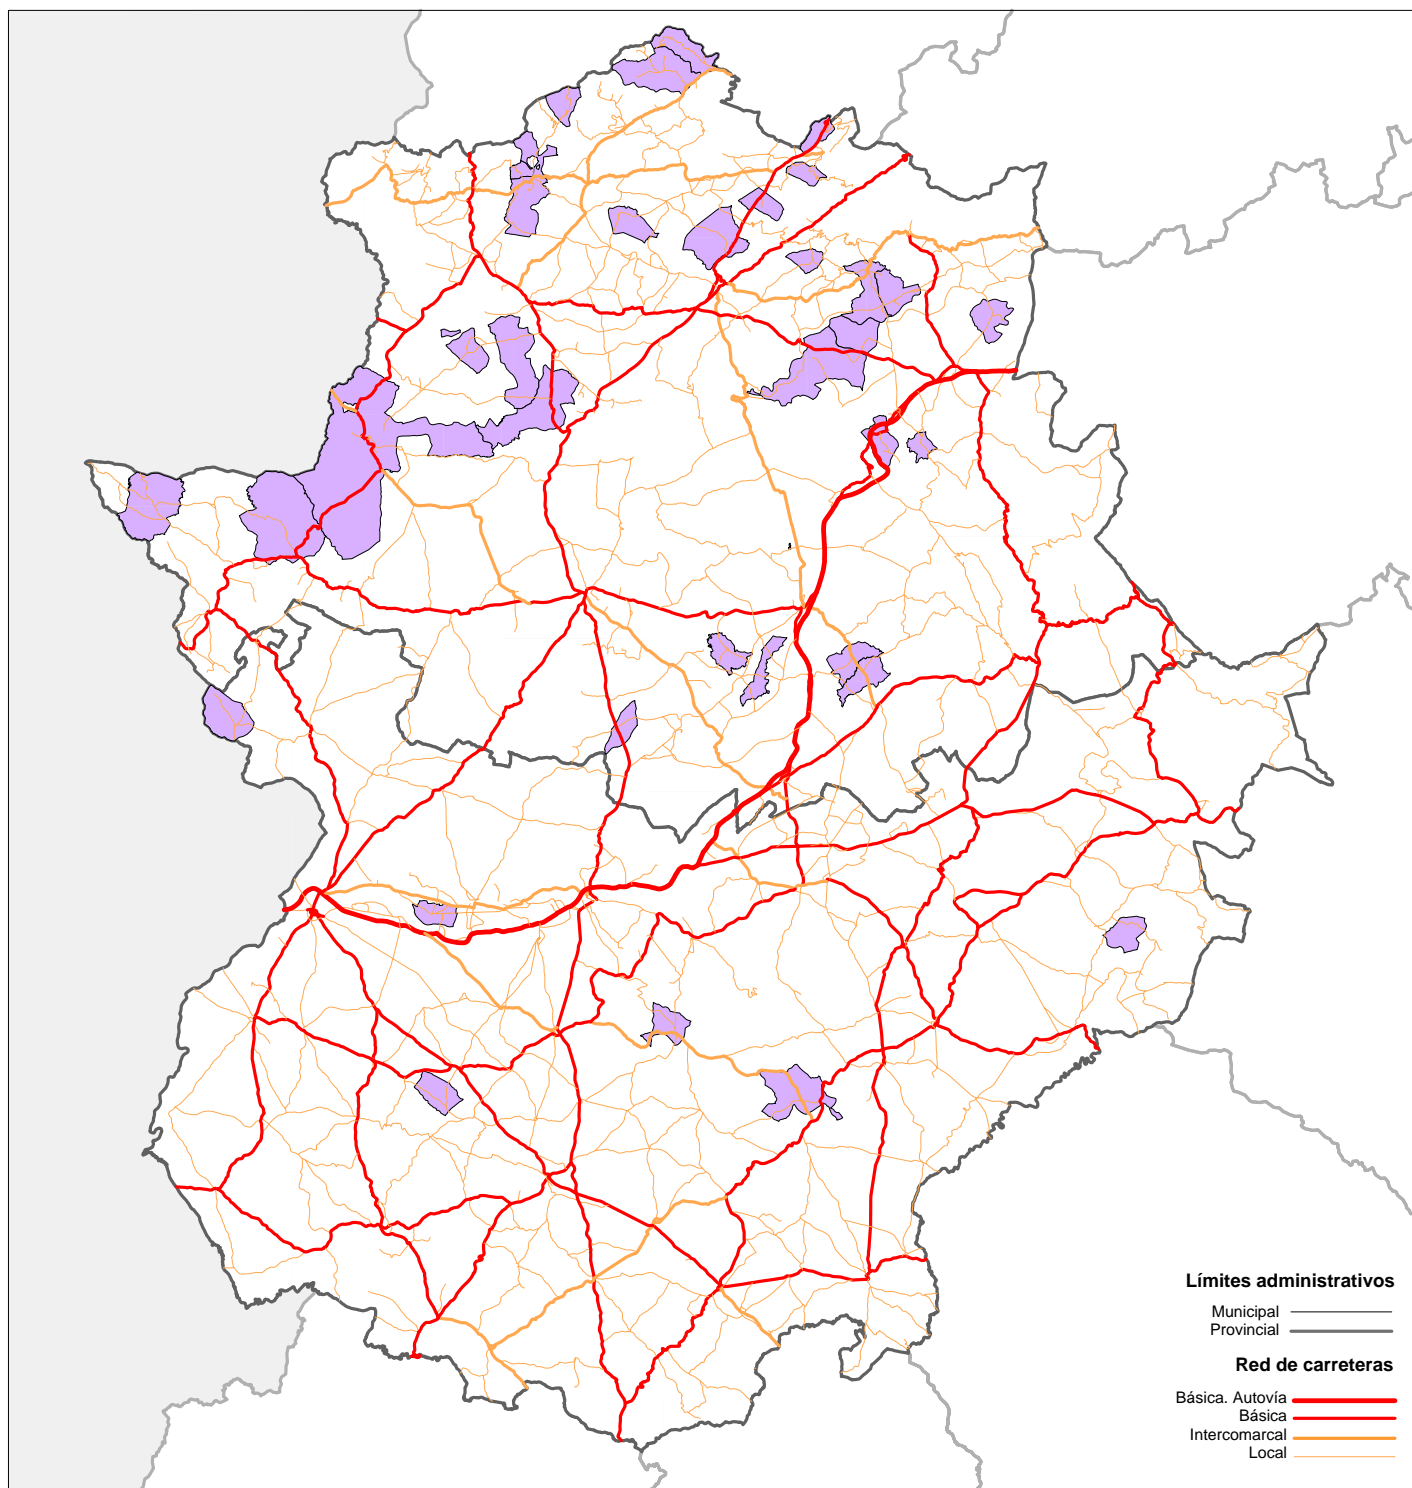 Límites administrativos
Municipal
Provincial
Red de carreteras
Básica. Autovía
Básica
Intercomarcal
Local